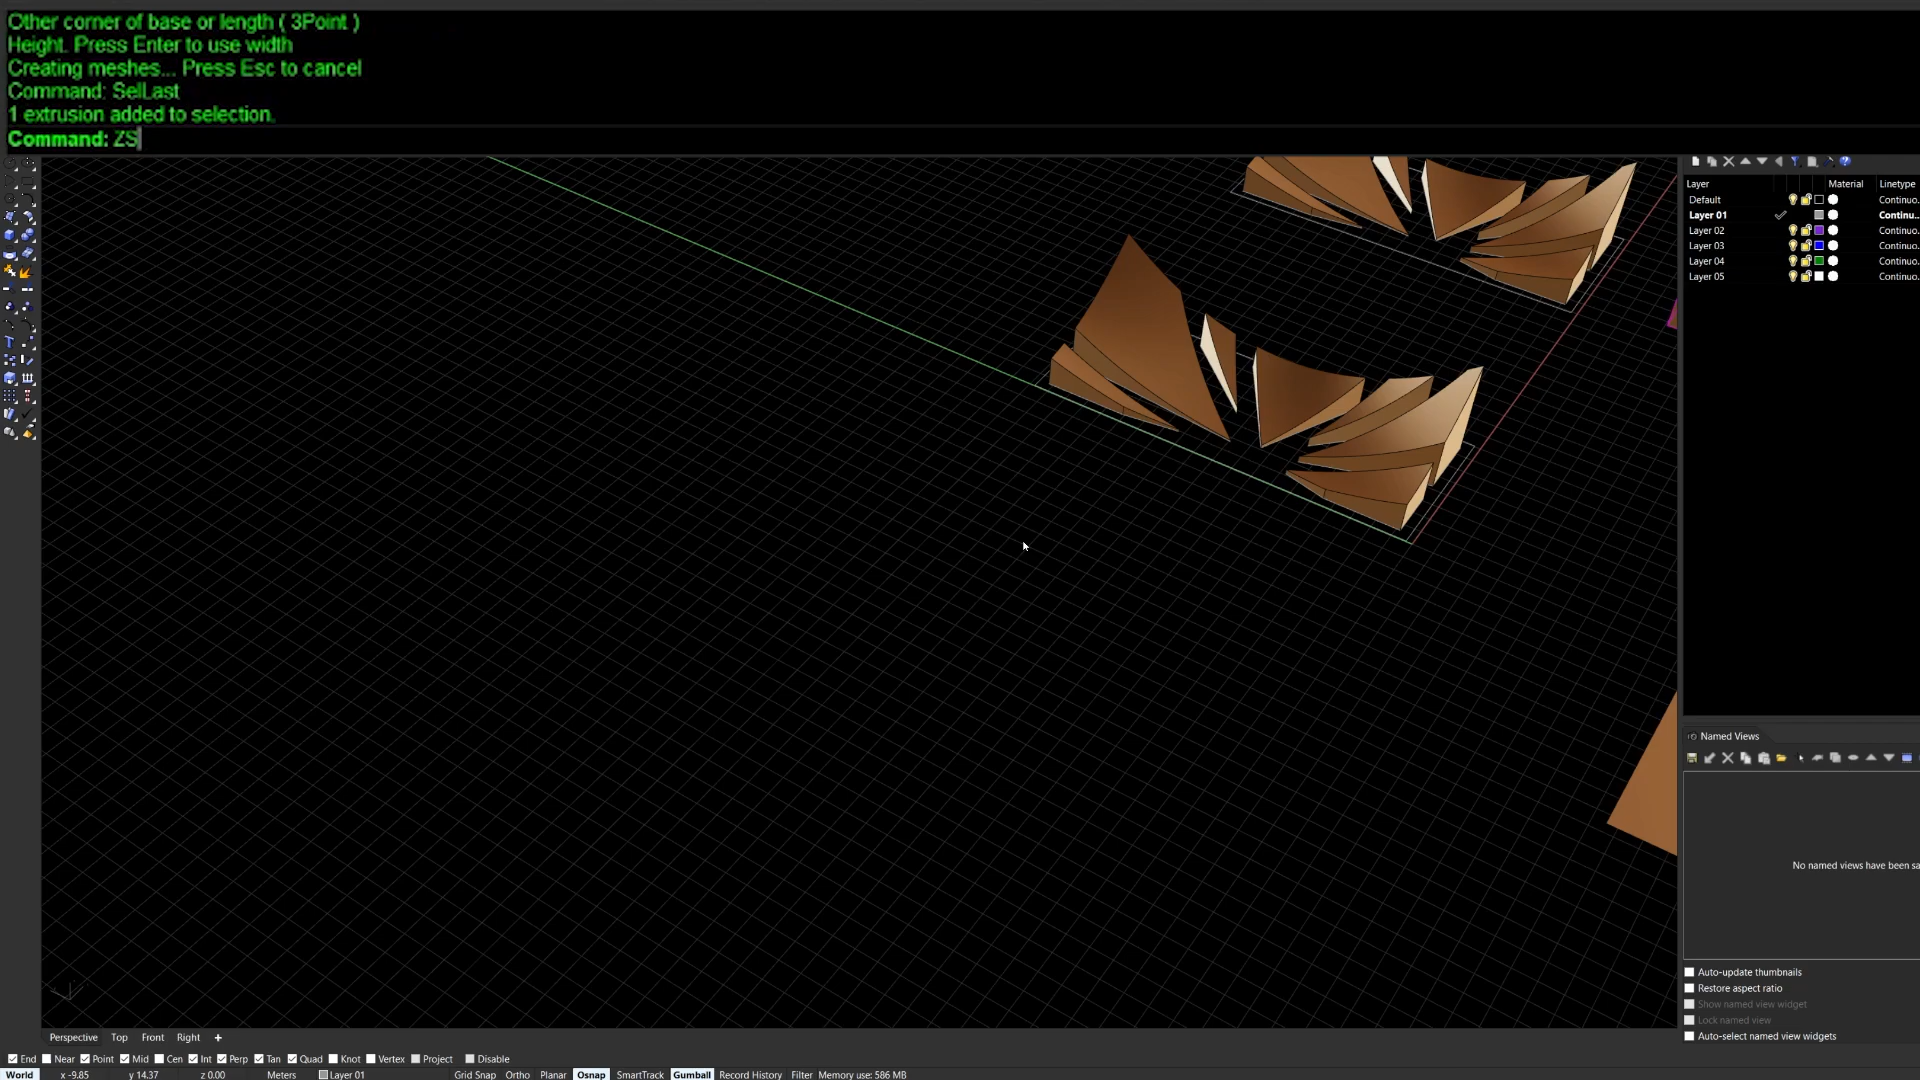 Other corner of base or length ( 3Point )
Height. Press Enter to use width
Creating meshes... Press Esc to cancel
Command: SelLast
1 extrusion added to selection.
Command: ZS
Layer Material Linetype
Default Continuo...
Layer 01 Continu...
Layer 02 Continuo...
Layer 03 Continuo...
Layer 04 Continuo...
Layer 05 Continuo...
Named Views
No named views have been sa
Auto-update thumbnails
Restore aspect ratio
Show named view widget
Lock named view
Auto-select named view widgets
Perspective Top Front Right
End Near Point Mid Cen Int Perp Tan Quad Knot Vertex Project Disable
World x -9.85 y 14.37 z 0.00 Meters Layer 01 Grid Snap Ortho Planar Osnap SmartTrack Gumball Record History Filter Memory use: 586 MB